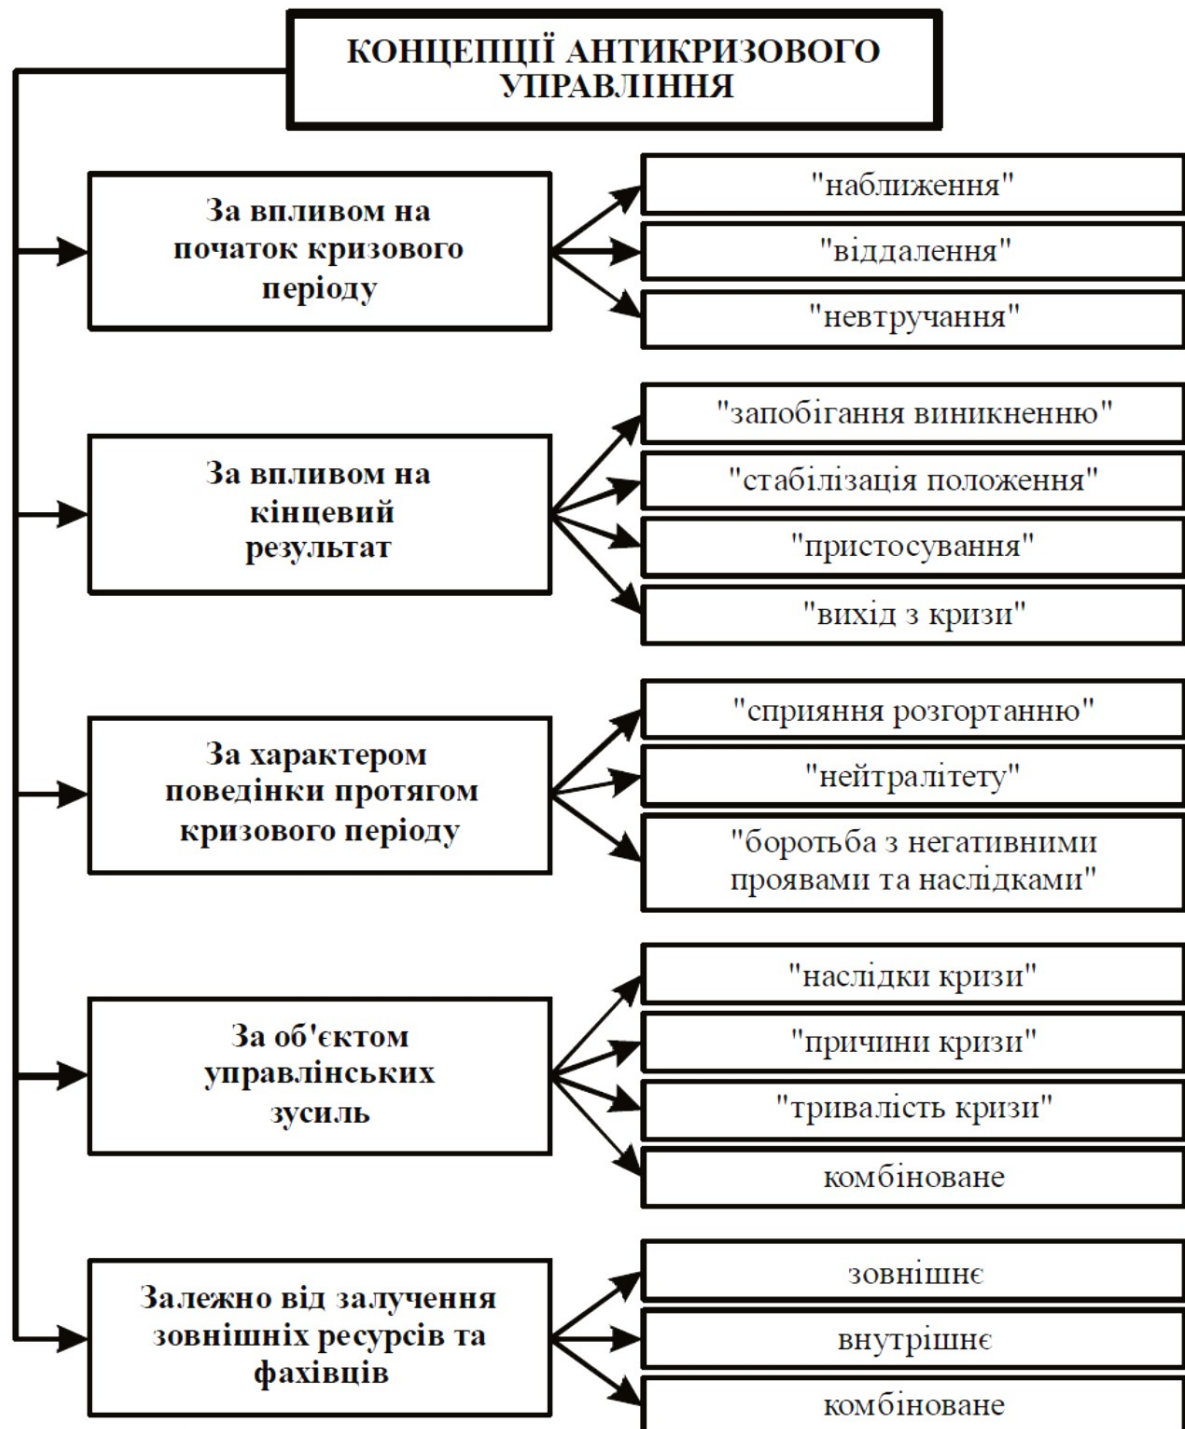 КОНЦЕПЦІЇ АНТИКРИЗОВОГО
УПРАВЛІННЯ
За впливом на
початок кризового
періоду
"наближення"
"віддалення"
"невтручання"
За впливом на
кінцевий
результат
"запобігання виникненню"
"стабілізація положення"
"пристосування"
"вихід з кризи"
За характером
поведінки протягом
кризового періоду
"сприяння розгортанню"
"нейтралітету"
"боротьба з негативними
проявами та наслідками"
За об'єктом
управлінських
зусиль
"наслідки кризи"
"причини кризи"
"тривалість кризи"
комбіноване
Залежно від залучення
зовнішніх ресурсів та
фахівців
зовнішнє
внутрішнє
комбіноване